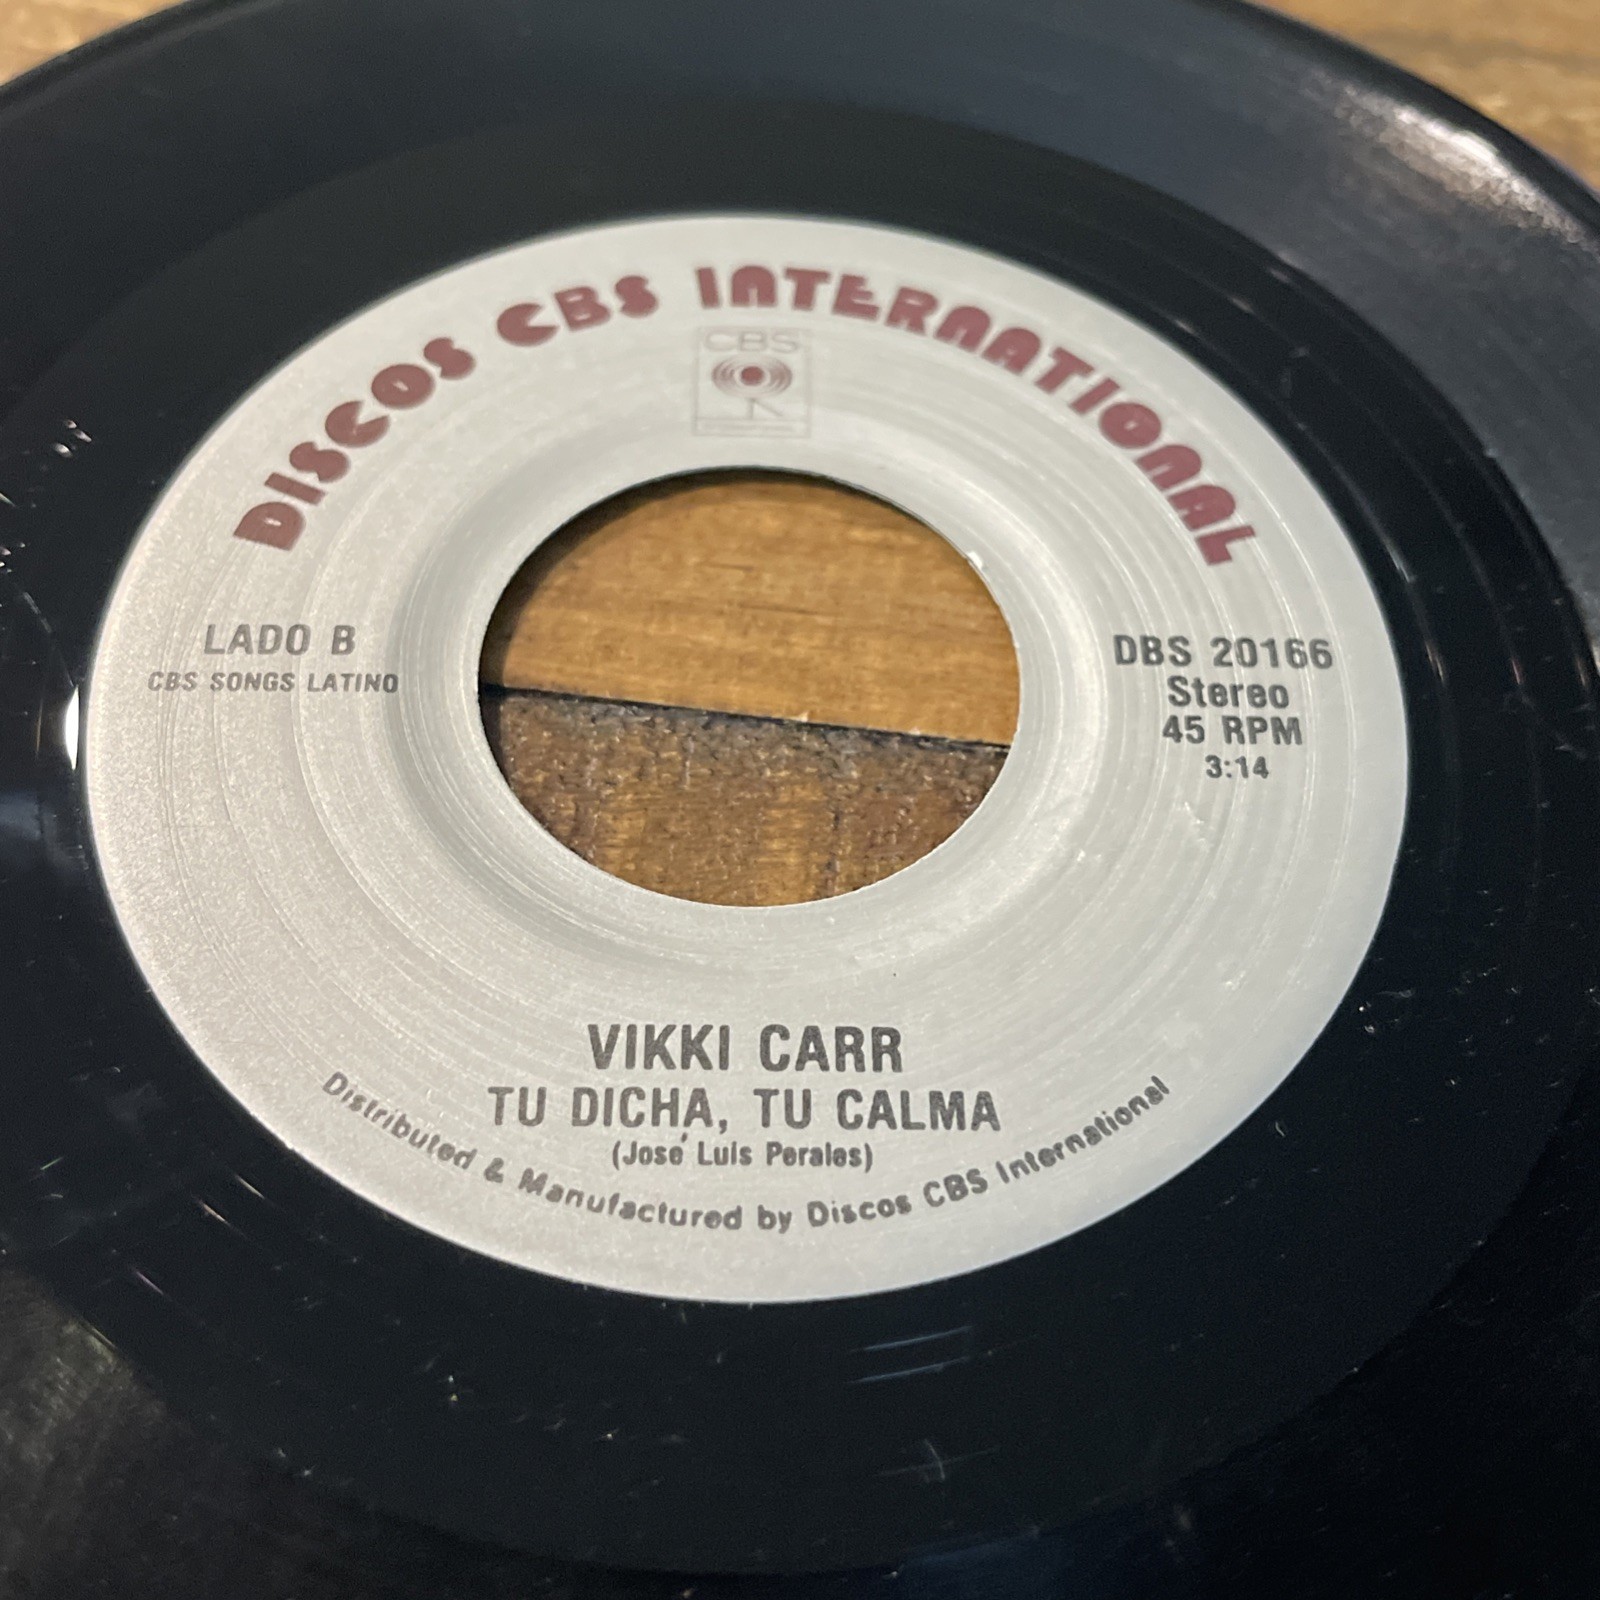 DISCOS CBS INTERNATIONAL
CBS
LADO B
CBS SONGS LATINO
DBS 20166
Stereo
45 RPM
3:14
VIKKI CARR
TU DICHA, TU CALMA
(José Luis Perales)
Distributed & Manufactured by Discos CBS International